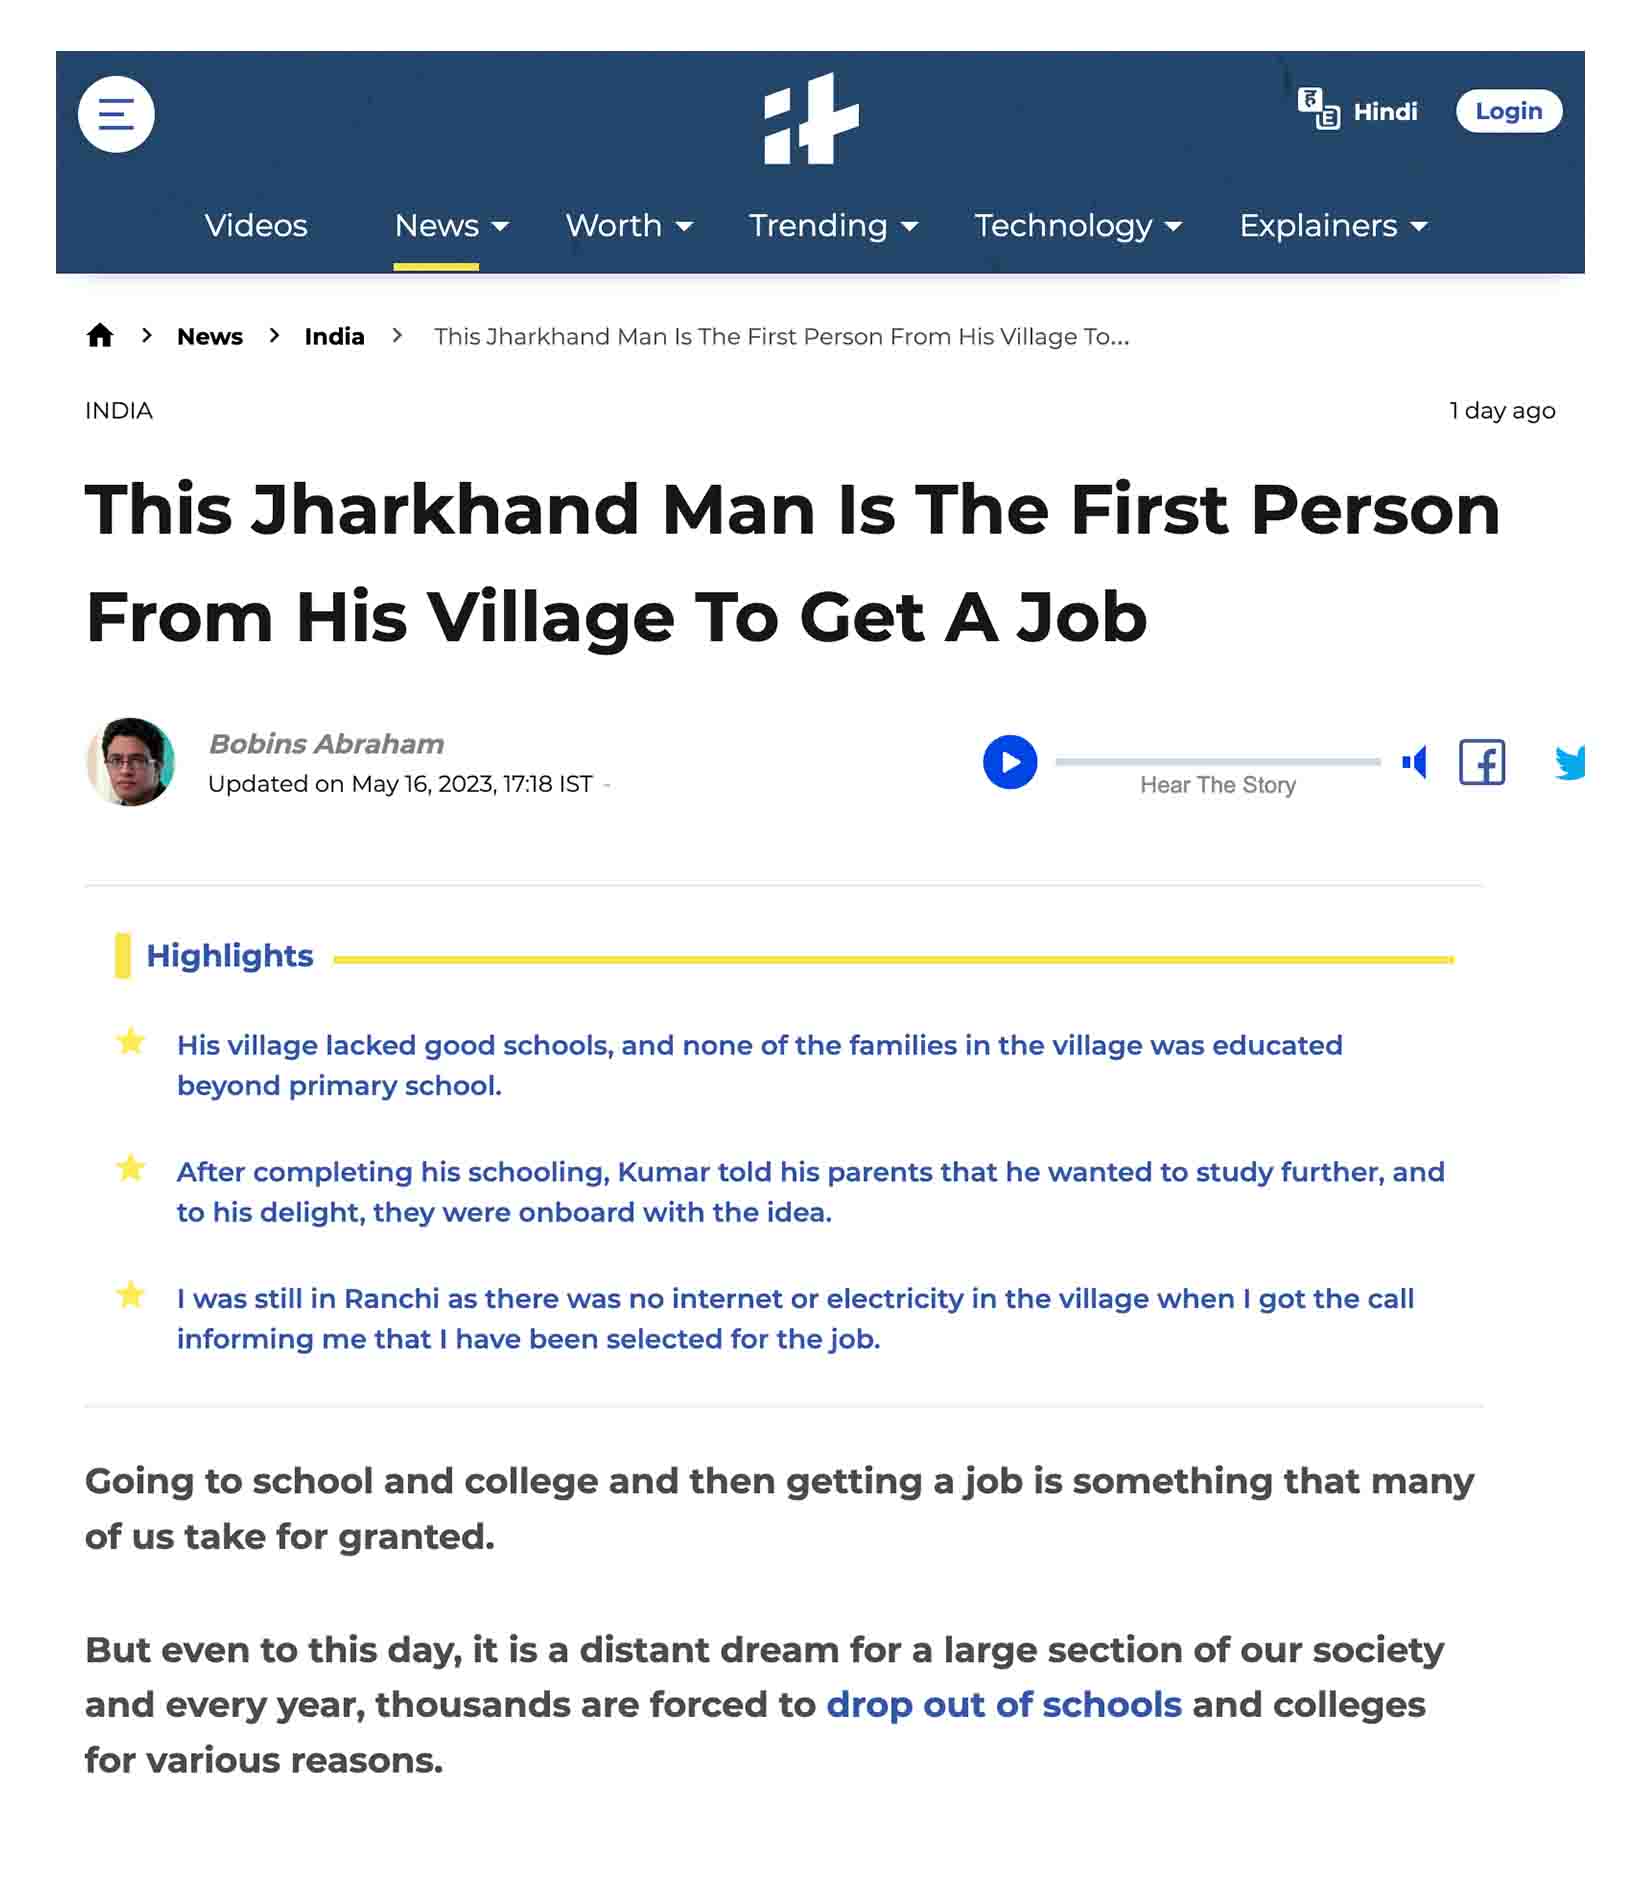 ह E Hindi Login
Videos News Worth Trending Technology Explainers
News > India > This Jharkhand Man Is The First Person From His Village To...
INDIA 1 day ago
This Jharkhand Man Is The First Person
From His Village To Get A Job
Bobins Abraham
Updated on May 16, 2023, 17:18 IST -
Hear The Story
Highlights
His village lacked good schools, and none of the families in the village was educated
beyond primary school.
After completing his schooling, Kumar told his parents that he wanted to study further, and
to his delight, they were onboard with the idea.
I was still in Ranchi as there was no internet or electricity in the village when I got the call
informing me that I have been selected for the job.
Going to school and college and then getting a job is something that many
of us take for granted.
But even to this day, it is a distant dream for a large section of our society
and every year, thousands are forced to drop out of schools and colleges
for various reasons.